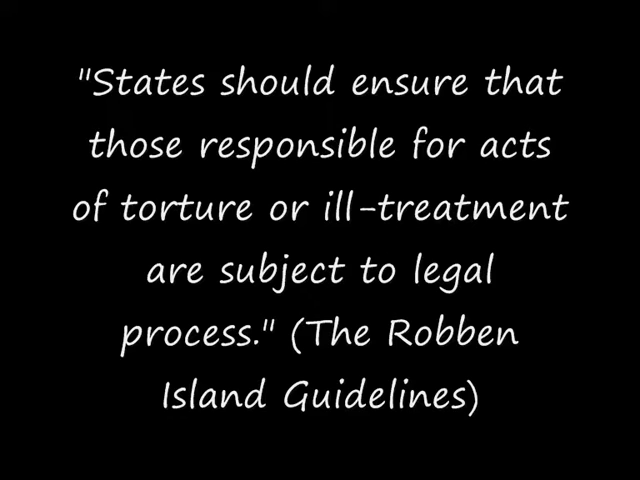 "States should ensure that
those responsible for acts
of torture or ill-treatment
are subject to legal
process." (The Robben
Island Guidelines)